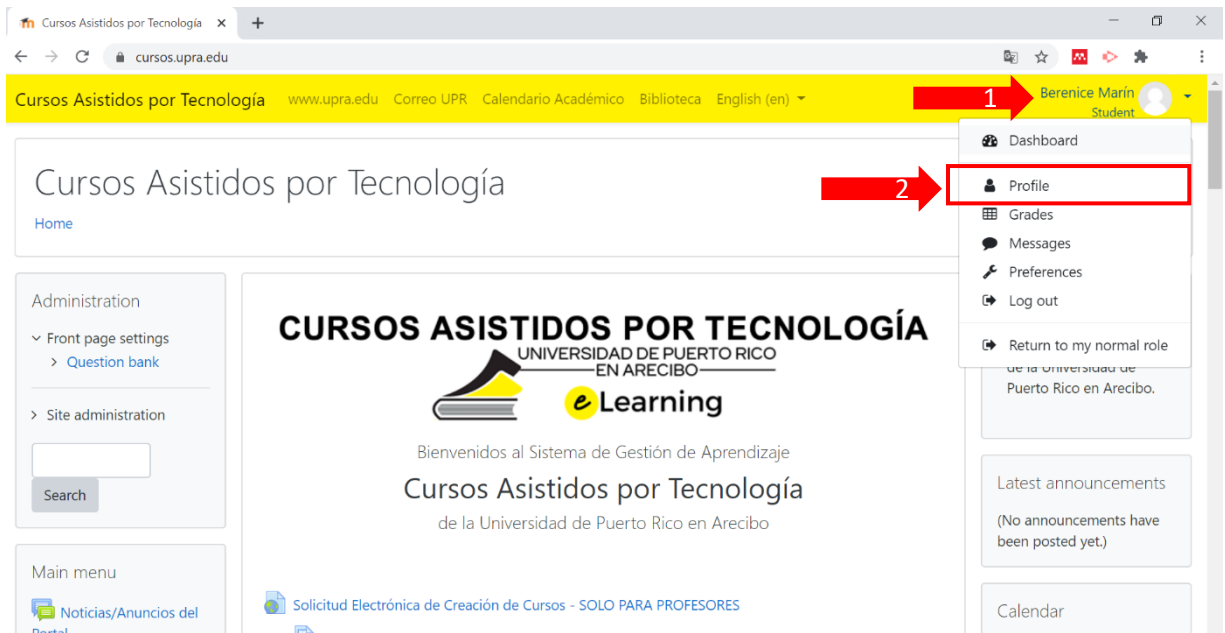 Cursos Asistidos por Tecnología
cursos.upra.edu
Cursos Asistidos por Tecnología www.upra.edu Correo UPR Calendario Académico Biblioteca English (en)
1
Berenice Marín
Student
Dashboard
2
Profile
Grades
Messages
Preferences
Log out
Return to my normal role
Cursos Asistidos por Tecnología
Home
Administration
Front page settings
Question bank
Site administration
Search
Main menu
Noticias/Anuncios del
Portal
CURSOS ASISTIDOS POR TECNOLOGÍA
UNIVERSIDAD DE PUERTO RICO
EN ARECIBO
e Learning
Bienvenidos al Sistema de Gestión de Aprendizaje
Cursos Asistidos por Tecnología
de la Universidad de Puerto Rico en Arecibo
Solicitud Electrónica de Creación de Cursos - SOLO PARA PROFESORES
de la Universidad de
Puerto Rico en Arecibo.
Latest announcements
(No announcements have
been posted yet.)
Calendar